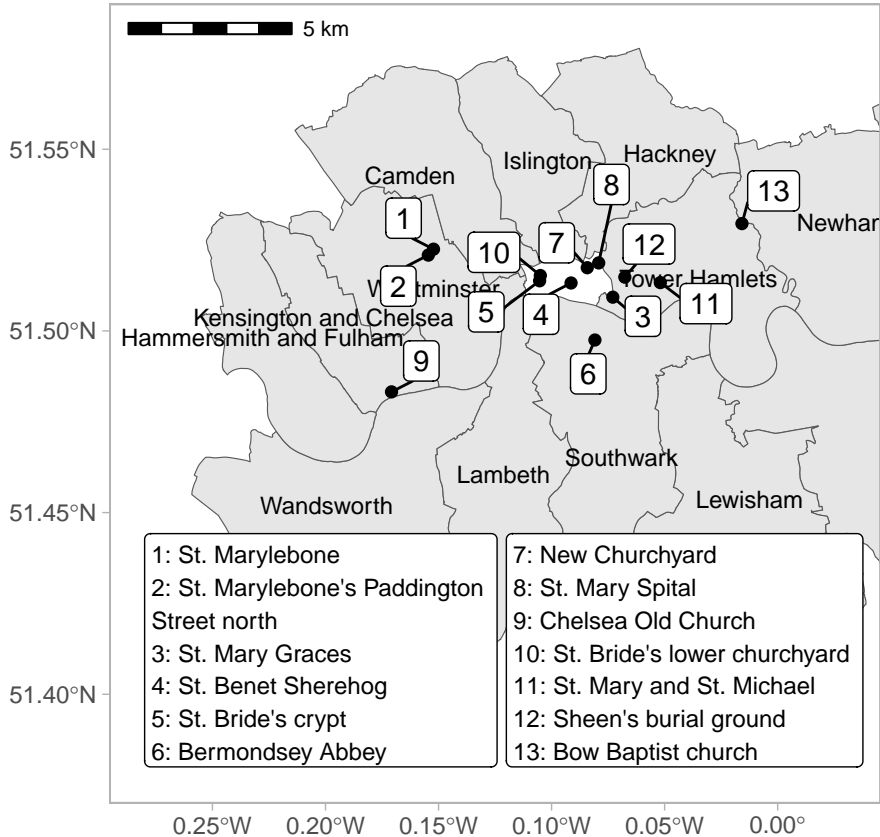 5 km
51.55°N
51.50°N
51.45°N
51.40°N
Hackney
Islington
Camden
8
13
1
Newham
7
12
10
Tower Hamlets
2
Westminster
5
4
3
11
Kensington and Chelsea
Hammersmith and Fulham
9
6
Southwark
Lambeth
Wandsworth
Lewisham
1: St. Marylebone
2: St. Marylebone's Paddington
Street north
3: St. Mary Graces
4: St. Benet Sherehog
5: St. Bride's crypt
6: Bermondsey Abbey
7: New Churchyard
8: St. Mary Spital
9: Chelsea Old Church
10: St. Bride's lower churchyard
11: St. Mary and St. Michael
12: Sheen's burial ground
13: Bow Baptist church
0.25°W
0.20°W
0.15°W
0.10°W
0.05°W
0.00°